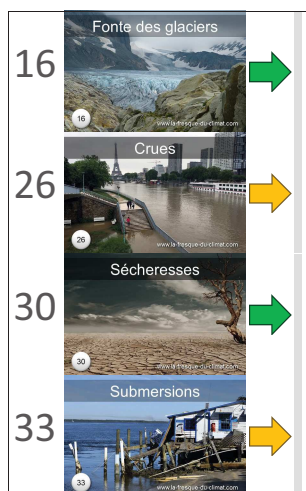 16
Fonte des glaciers
16
www.la-fresque-du-climat.com
26
Crues
26
www.la-fresque-du-climat.com
30
Sécheresses
30
www.la-fresque-du-climat.com
33
Submersions
33
www.la-fresque-du-climat.com